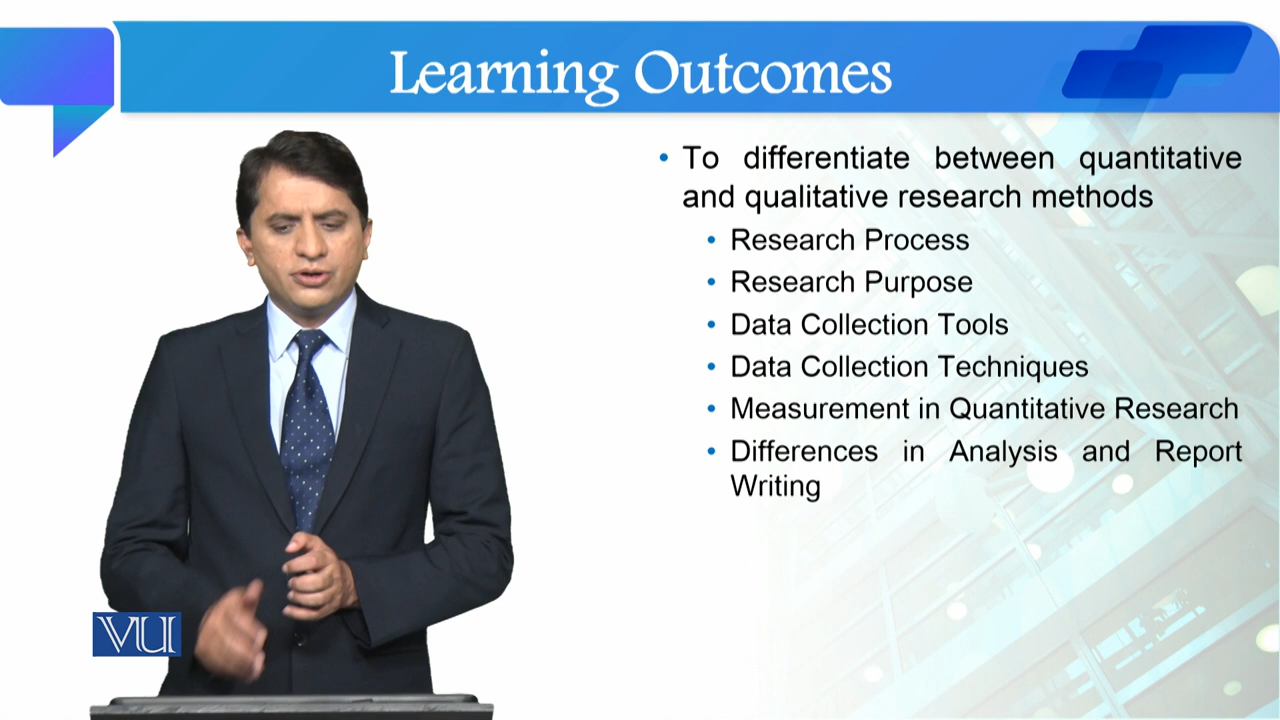 Learning Outcomes
• To differentiate between quantitative
and qualitative research methods
• Research Process
• Research Purpose
• Data Collection Tools
• Data Collection Techniques
• Measurement in Quantitative Research
• Differences in Analysis and Report
Writing
VU